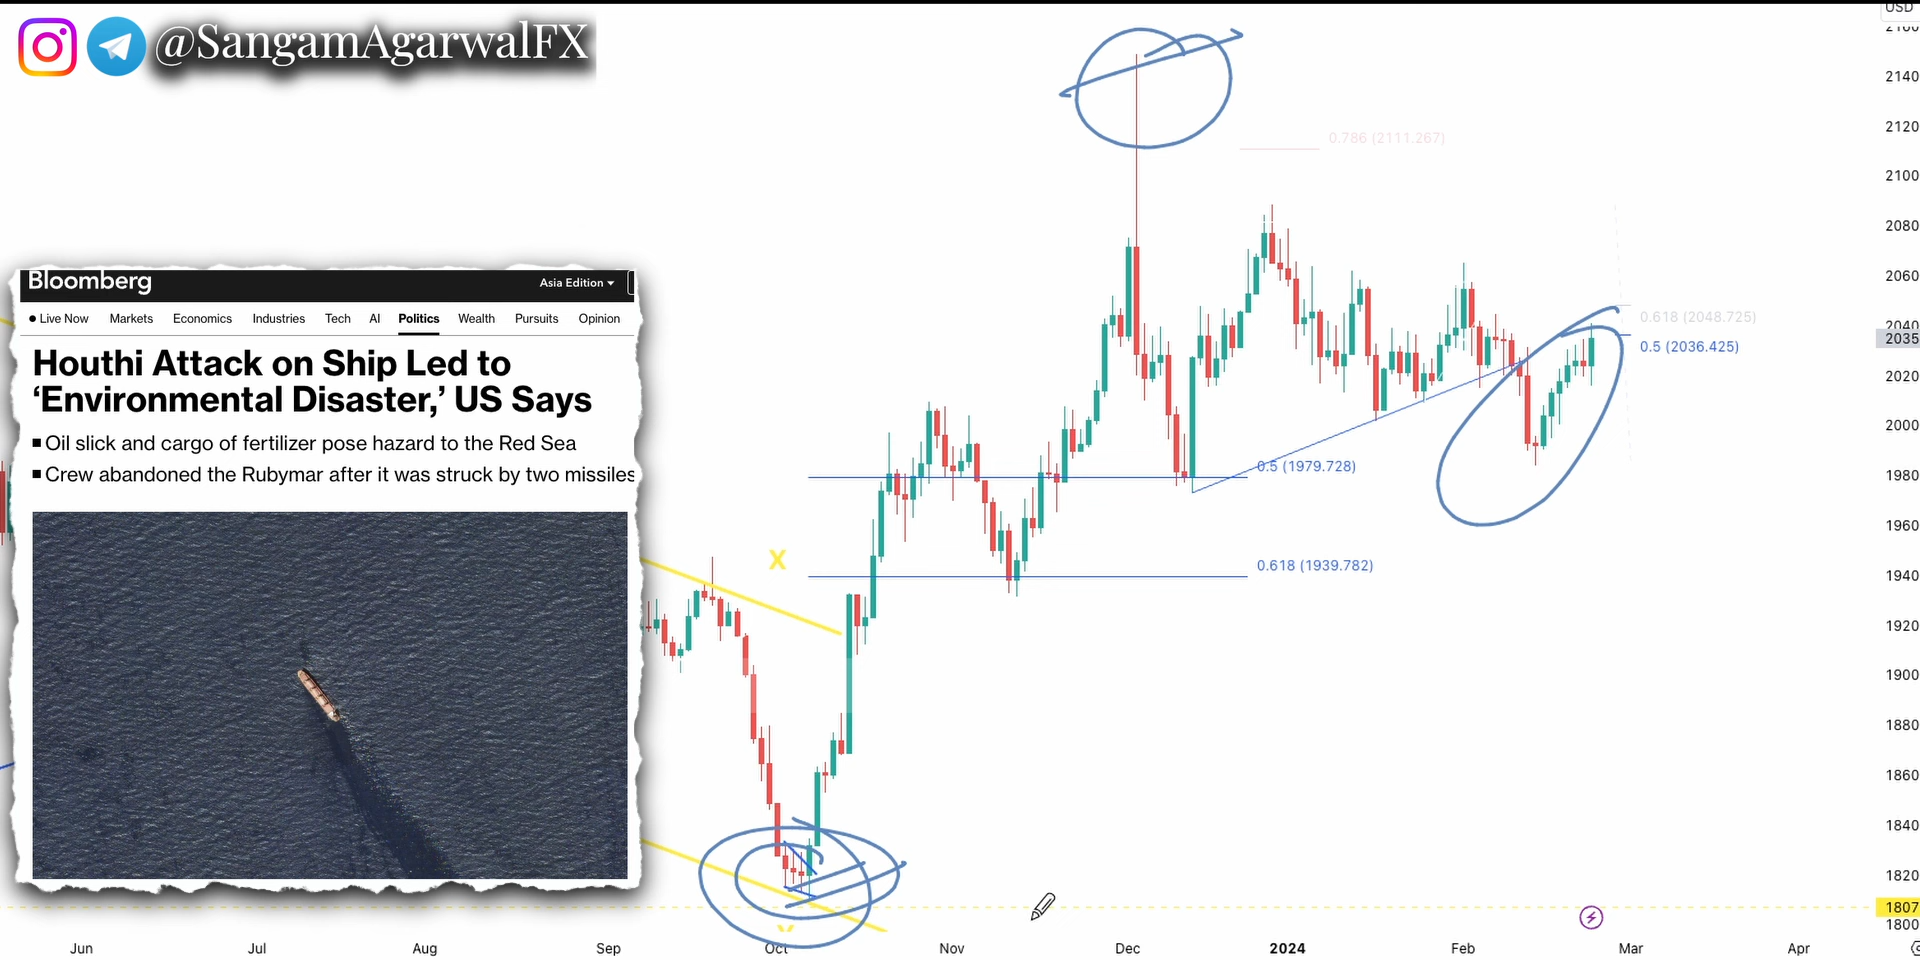 @SangamAgarwalFX
USD
2160
2140
0.786 (2111.267)
2120
2100
2080
2060
0.618 (2048.725)
2040
2035
0.5 (2036.425)
2020
2000
0.5 (1979.728)
1980
1960
0.618 (1939.782)
1940
1920
1900
1880
1860
1840
1820
1807
1800
X
Y
Bloomberg
Asia Edition
Live Now Markets Economics Industries Tech AI Politics Wealth Pursuits Opinion
Houthi Attack on Ship Led to
‘Environmental Disaster,’ US Says
Oil slick and cargo of fertilizer pose hazard to the Red Sea
Crew abandoned the Rubymar after it was struck by two missiles
Jun Jul Aug Sep Oct Nov Dec 2024 Feb Mar Apr